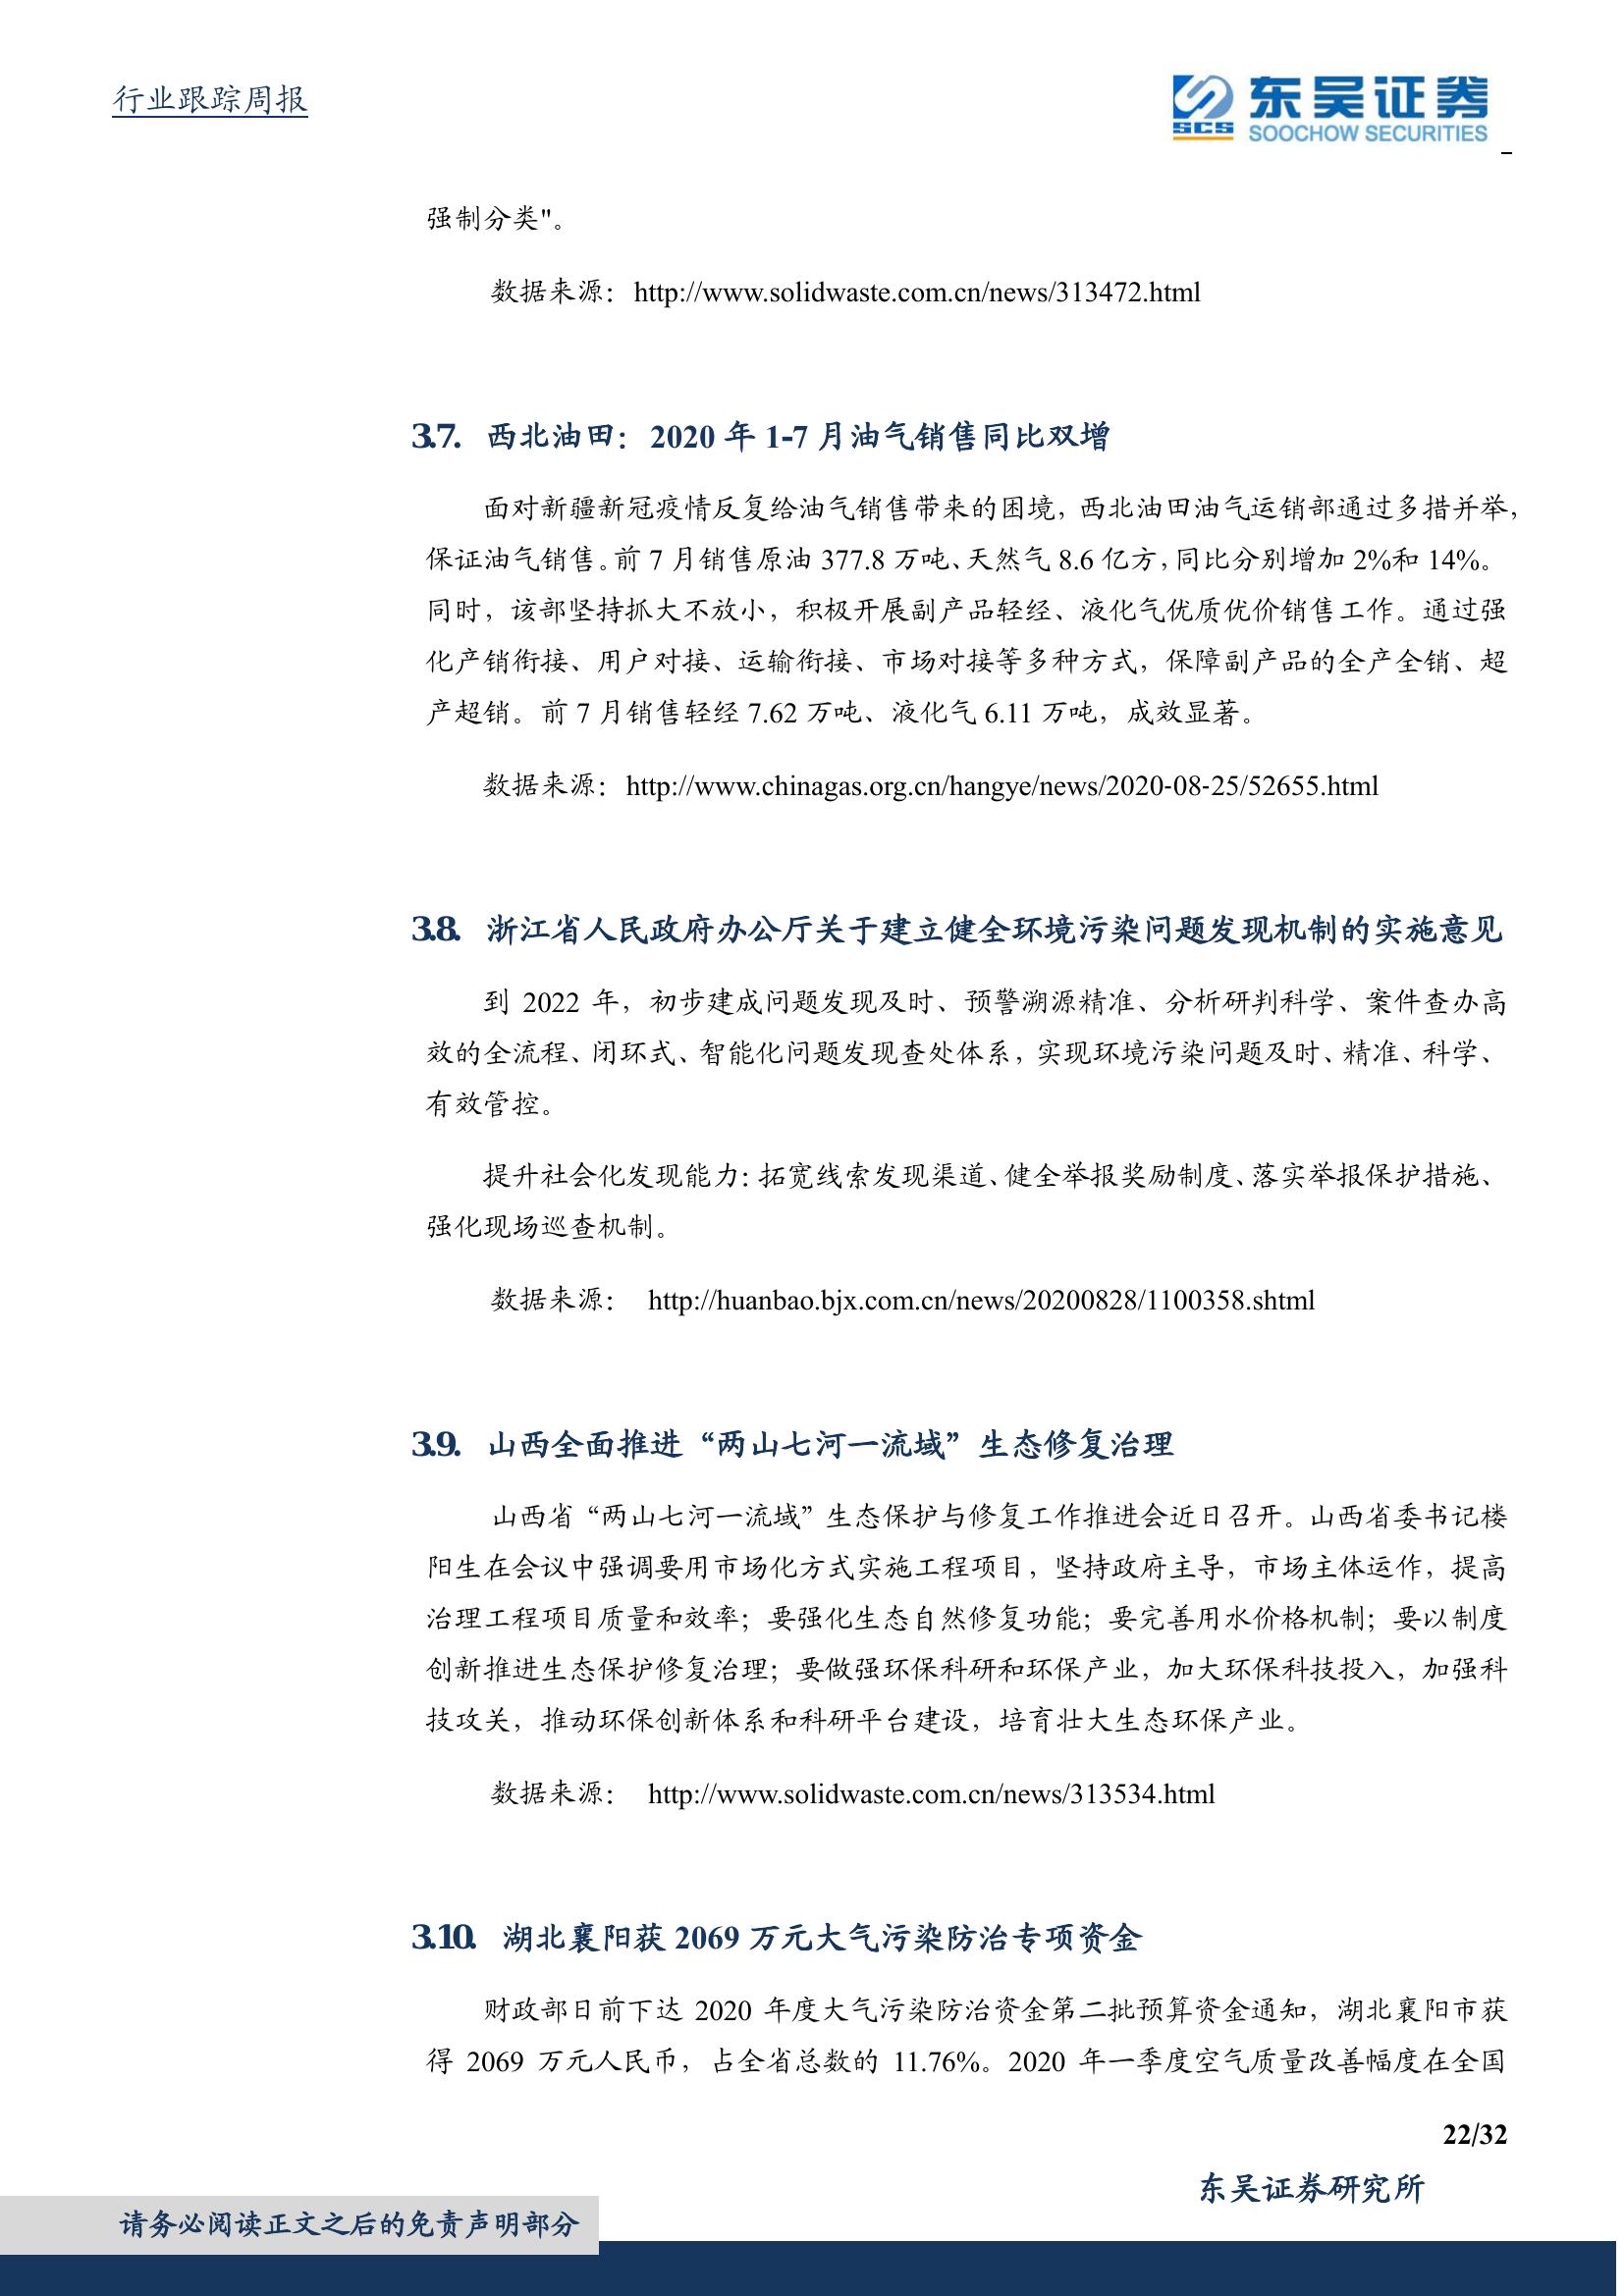 行业跟踪周报
SCS
东吴证券
SOOCHOW SECURITIES
强制分类"。
数据来源：http://www.solidwaste.com.cn/news/313472.html
3.7. 西北油田：2020 年 1-7 月油气销售同比双增
面对新疆新冠疫情反复给油气销售带来的困境，西北油田油气运销部通过多措并举，
保证油气销售。前 7 月销售原油 377.8 万吨、天然气 8.6 亿方，同比分别增加 2%和 14%。
同时，该部坚持抓大不放小，积极开展副产品轻烃、液化气优质优价销售工作。通过强
化产销衔接、用户对接、运输衔接、市场对接等多种方式，保障副产品的全产全销、超
产超销。前 7 月销售轻烃 7.62 万吨、液化气 6.11 万吨，成效显著。
数据来源：http://www.chinagas.org.cn/hangye/news/2020-08-25/52655.html
3.8. 浙江省人民政府办公厅关于建立健全环境污染问题发现机制的实施意见
到 2022 年，初步建成问题发现及时、预警溯源精准、分析研判科学、案件查办高
效的全流程、闭环式、智能化问题发现查处体系，实现环境污染问题及时、精准、科学、
有效管控。
提升社会化发现能力：拓宽线索发现渠道、健全举报奖励制度、落实举报保护措施、
强化现场巡查机制。
数据来源： http://huanbao.bjx.com.cn/news/20200828/1100358.shtml
3.9. 山西全面推进“两山七河一流域”生态修复治理
山西省“两山七河一流域”生态保护与修复工作推进会近日召开。山西省委书记楼
阳生在会议中强调要用市场化方式实施工程项目，坚持政府主导，市场主体运作，提高
治理工程项目质量和效率；要强化生态自然修复功能；要完善用水价格机制；要以制度
创新推进生态保护修复治理；要做强环保科研和环保产业，加大环保科技投入，加强科
技攻关，推动环保创新体系和科研平台建设，培育壮大生态环保产业。
数据来源： http://www.solidwaste.com.cn/news/313534.html
3.10. 湖北襄阳获 2069 万元大气污染防治专项资金
财政部日前下达 2020 年度大气污染防治资金第二批预算资金通知，湖北襄阳市获
得 2069 万元人民币，占全省总数的 11.76%。2020 年一季度空气质量改善幅度在全国
22/32
东吴证券研究所
请务必阅读正文之后的免责声明部分